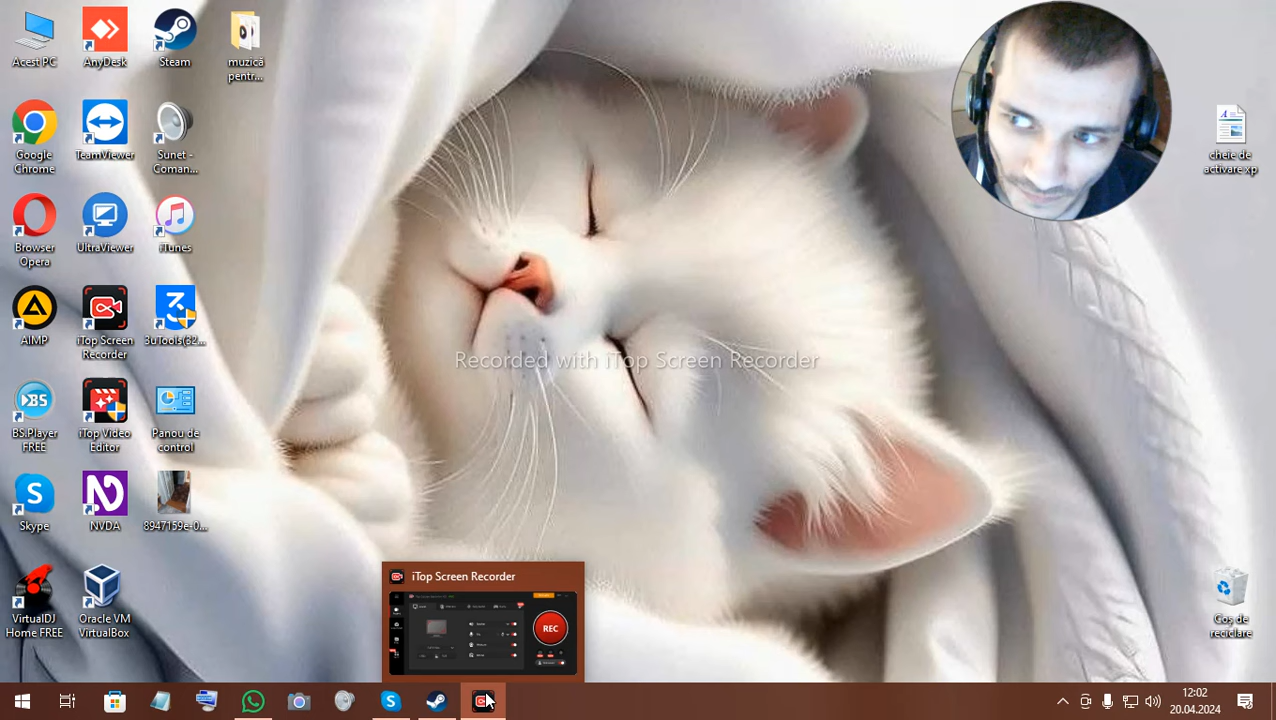 Acest PC
AnyDesk
Steam
muzică
pentr...
Google
Chrome
TeamViewer
Sunet -
Coman...
cheie de
activare xp
Browser
Opera
UltraViewer
iTunes
AIMP
iTop Screen
Recorder
3uTools(32...
Recorded with iTop Screen Recorder
BS.Player
FREE
iTop Video
Editor
Panou de
control
Skype
NVDA
8947159e-0...
VirtualDJ
Home FREE
Oracle VM
VirtualBox
Coș de
reciclare
iTop Screen Recorder
REC
12:02
20.04.2024